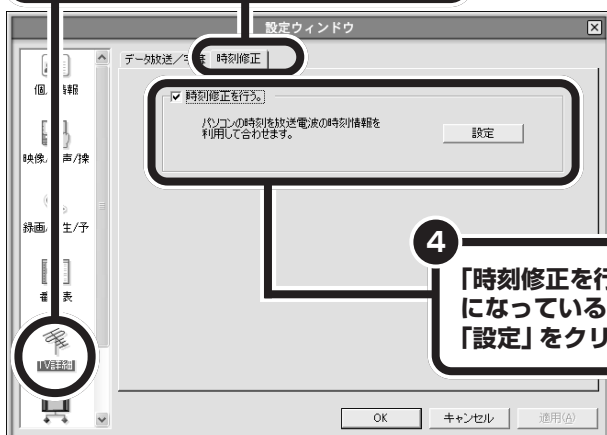 設定ウィンドウ
データ放送／
時刻修正
時刻修正を行う。
パソコンの時刻を放送電波の時刻情報を
利用して合わせます。
設定
個
情報
映像
声/操
録画
生/予
番
表
TV詳細
4
「時刻修正を行
になっている
「設定」をクリ
OK
キャンセル
適用(A)